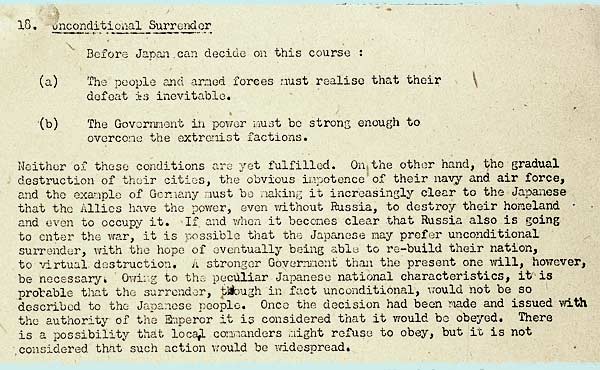 18. Unconditional Surrender
Before Japan can decide on this course :
(a) The people and armed forces must realise that their
defeat is inevitable.
(b) The Government in power must be strong enough to
overcome the extremist factions.
Neither of these conditions are yet fulfilled. On the other hand, the gradual
destruction of their cities, the obvious impotence of their navy and air force,
and the example of Germany must be making it increasingly clear to the Japanese
that the Allies have the power, even without Russia, to destroy their homeland
and even to occupy it. If and when it becomes clear that Russia also is going
to enter the war, it is possible that the Japanese may prefer unconditional
surrender, with the hope of eventually being able to re-build their nation,
to virtual destruction. A stronger Government than the present one will, however,
be necessary. Owing to the peculiar Japanese national characteristics, it is
probable that the surrender, though in fact unconditional, would not be so
described to the Japanese people. Once the decision had been made and issued with
the authority of the Emperor it is considered that it would be obeyed. There
is a possibility that local commanders might refuse to obey, but it is not
considered that such action would be widespread.